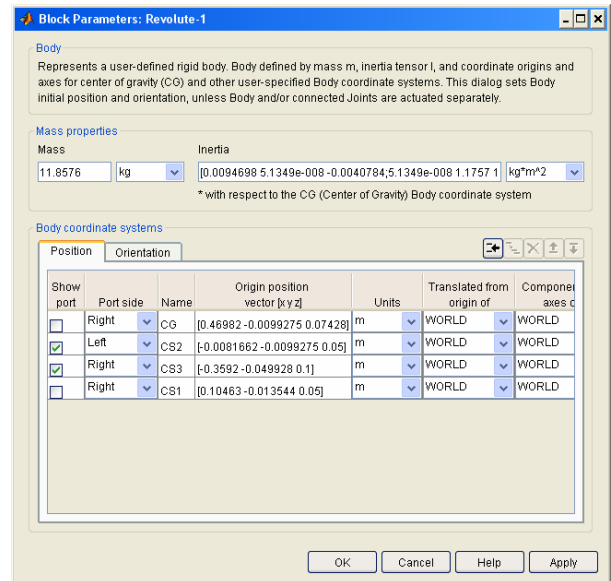 Block Parameters: Revolute-1
Body
Represents a user-defined rigid body. Body defined by mass m, inertia tensor I, and coordinate origins and
axes for center of gravity (CG) and other user-specified Body coordinate systems. This dialog sets Body
initial position and orientation, unless Body and/or connected Joints are actuated separately.
Mass properties
Mass Inertia
11.8576 kg [0.0094698 5.1349e-008 -0.0040784;5.1349e-008 1.1757 1 kg*m^2
* with respect to the CG (Center of Gravity) Body coordinate system
Body coordinate systems
Position Orientation
Show port Port side Name Origin position vector [x y z] Units Translated from origin of Componen axes o
Right CG [0.46982 -0.0099275 0.07428] m WORLD WORLD
Left CS2 [-0.0081662 -0.0099275 0.05] m WORLD WORLD
Right CS3 [-0.3592 -0.049928 0.1] m WORLD WORLD
Right CS1 [0.10463 -0.013544 0.05] m WORLD WORLD
OK Cancel Help Apply